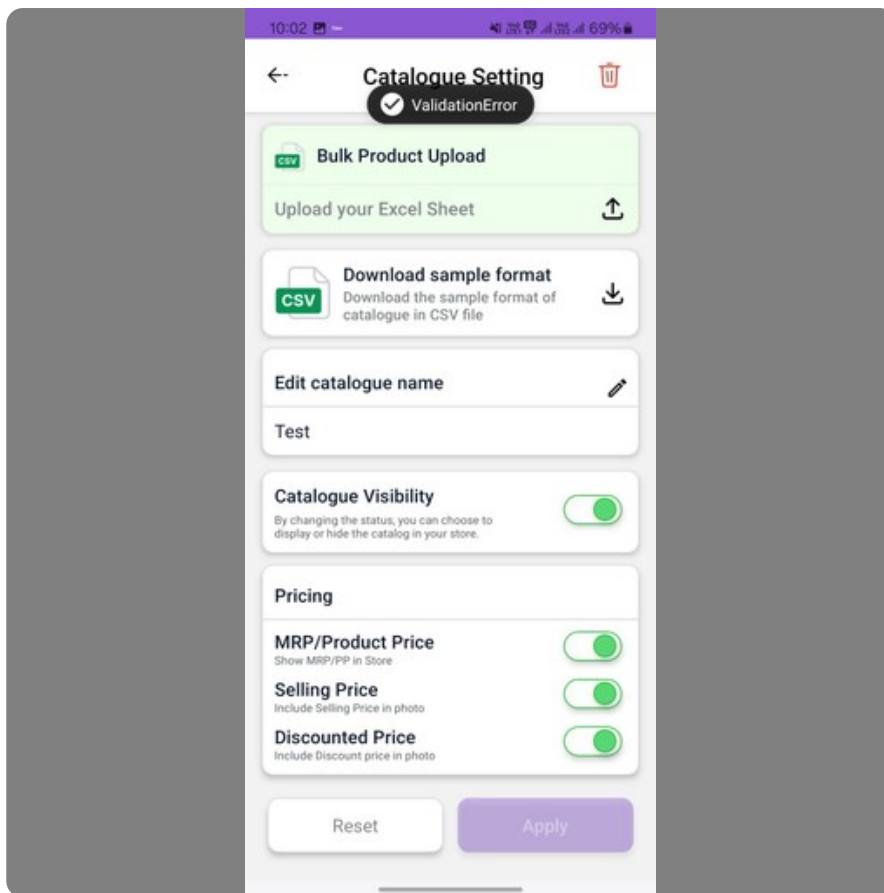 10:02
69%
Catalogue Setting
ValidationError
CSV
Bulk Product Upload
Upload your Excel Sheet
CSV
Download sample format
Download the sample format of
catalogue in CSV file
Edit catalogue name
Test
Catalogue Visibility
By changing the status, you can choose to
display or hide the catalog in your store.
Pricing
MRP/Product Price
Show MRP/PP in Store
Selling Price
Include Selling Price in photo
Discounted Price
Include Discount price in photo
Reset
Apply